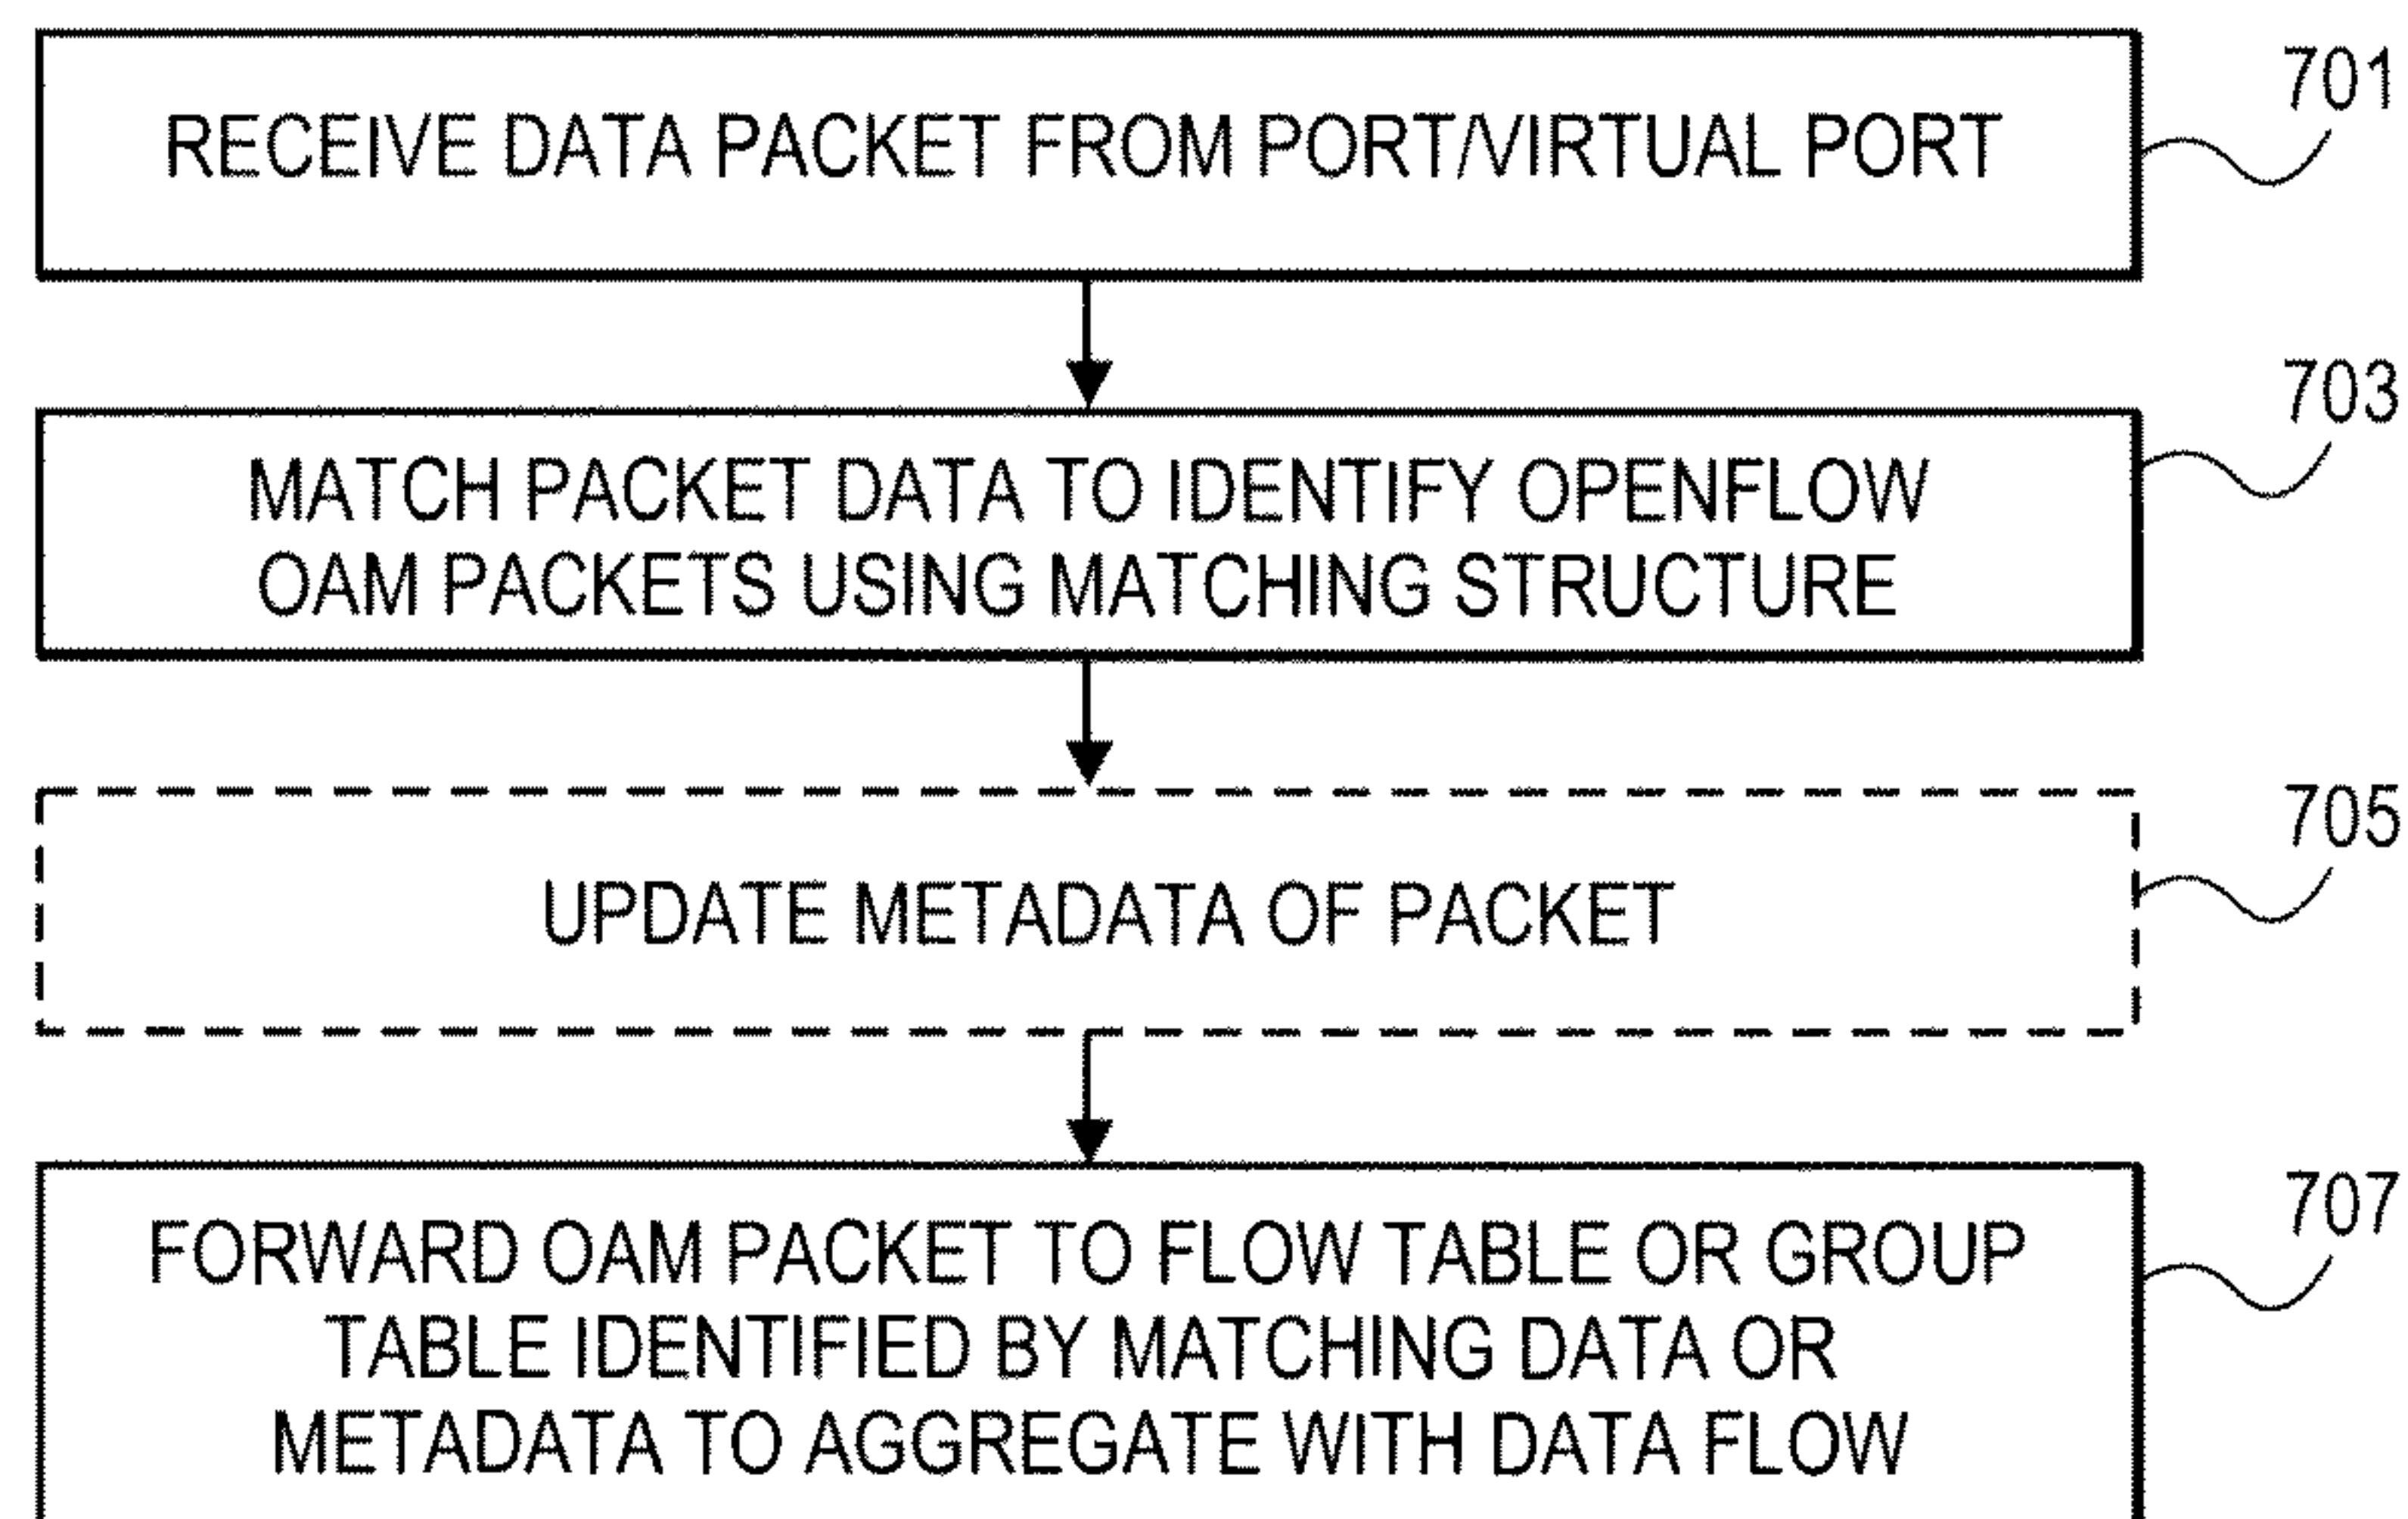 RECEIVE DATA PACKET FROM PORT/VIRTUAL PORT
701
MATCH PACKET DATA TO IDENTIFY OPENFLOW
OAM PACKETS USING MATCHING STRUCTURE
703
UPDATE METADATA OF PACKET
705
FORWARD OAM PACKET TO FLOW TABLE OR GROUP
TABLE IDENTIFIED BY MATCHING DATA OR
METADATA TO AGGREGATE WITH DATA FLOW
707